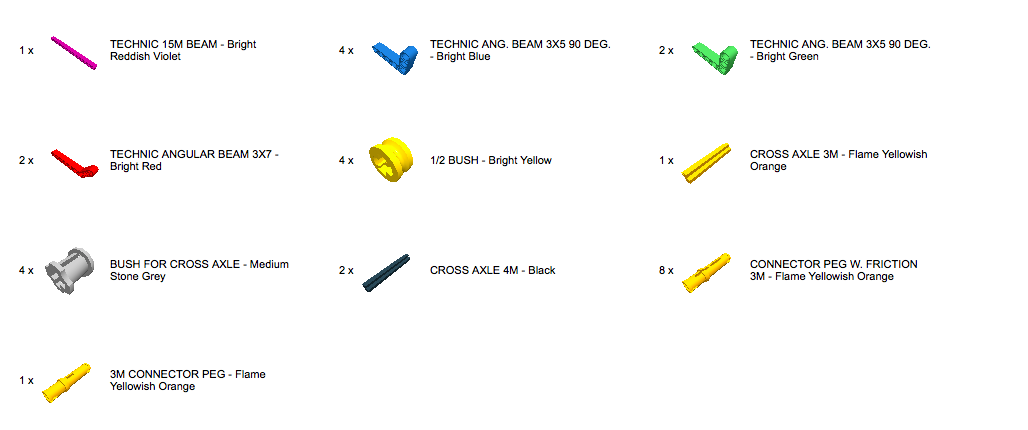 1 x
TECHNIC 15M BEAM - Bright
Reddish Violet
4 x
TECHNIC ANG. BEAM 3X5 90 DEG.
- Bright Blue
2 x
TECHNIC ANG. BEAM 3X5 90 DEG.
- Bright Green
2 x
TECHNIC ANGULAR BEAM 3X7 -
Bright Red
4 x
1/2 BUSH - Bright Yellow
1 x
CROSS AXLE 3M - Flame Yellowish
Orange
4 x
BUSH FOR CROSS AXLE - Medium
Stone Grey
2 x
CROSS AXLE 4M - Black
8 x
CONNECTOR PEG W. FRICTION
3M - Flame Yellowish Orange
1 x
3M CONNECTOR PEG - Flame
Yellowish Orange